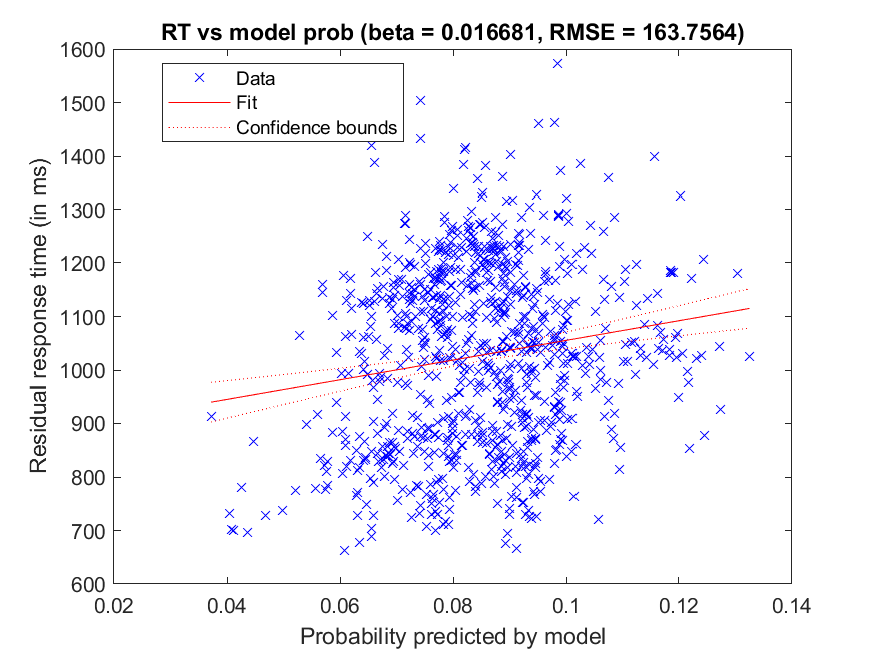 RT vs model prob (beta = 0.016681, RMSE = 163.7564)
1600
1500
1400
1300
1200
1100
1000
900
800
700
600
Residual response time (in ms)
Data
Fit
Confidence bounds
0.02 0.04 0.06 0.08 0.1 0.12 0.14
Probability predicted by model